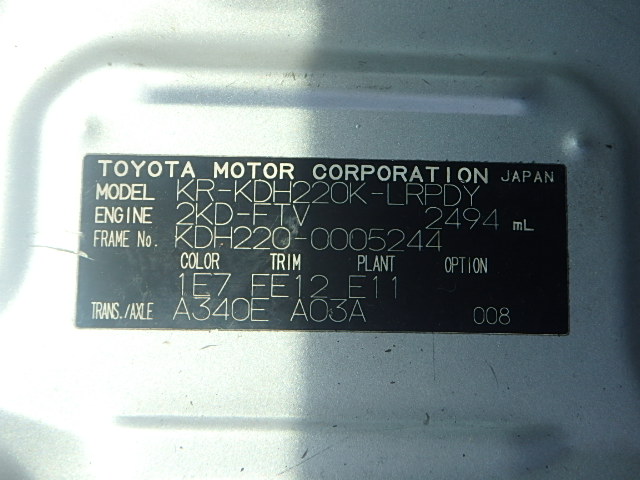 TOYOTA MOTOR CORPORATION JAPAN
MODEL KR-KDH220K-LRPDY
ENGINE 2KD-FTV 2494 mL
FRAME No. KDH220-0005244
COLOR TRIM PLANT OPTION
1E7 FE12 E11
TRANS./AXLE A340E A03A 008